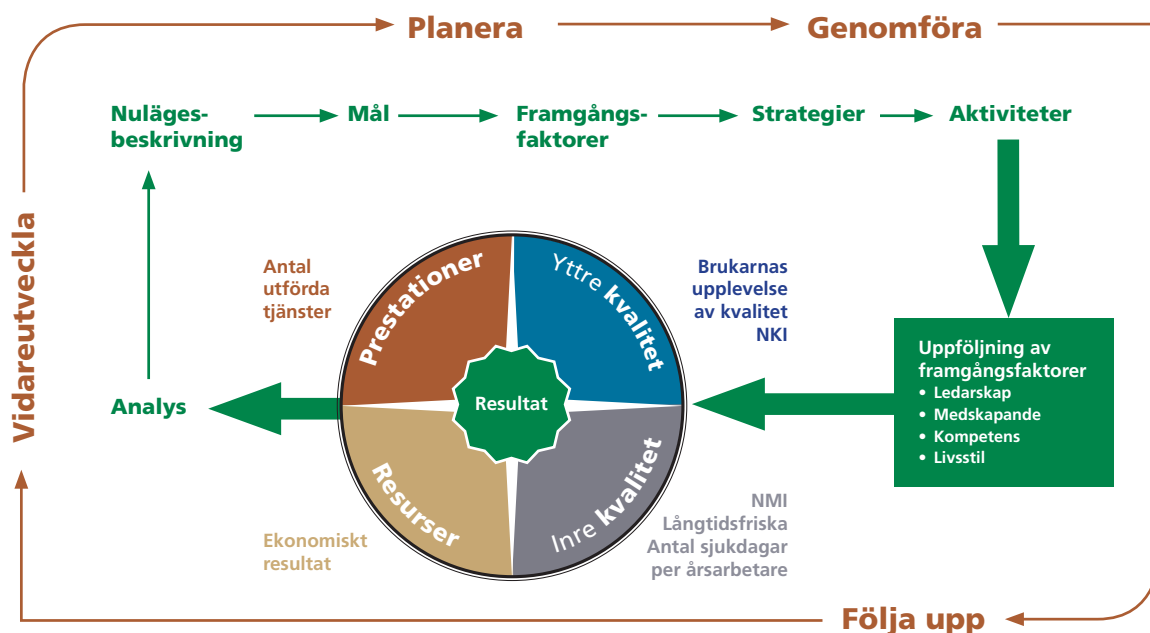 Planera
Genomföra
Nuläges-
beskrivning
Mål
Framgångs-
faktorer
Strategier
Aktiviteter
Vidareutveckla
Antal
utförda
tjänster
Prestationer
Yttre kvalitet
Brukarnas
upplevelse
av kvalitet
NKI
Uppföljning av
framgångsfaktorer
• Ledarskap
• Medskapande
• Kompetens
• Livsstil
Analys
Resultat
Resurser
Inre kvalitet
Ekonomiskt
resultat
NMI
Långtidsfriska
Antal sjukdagar
per årsarbetare
Följa upp